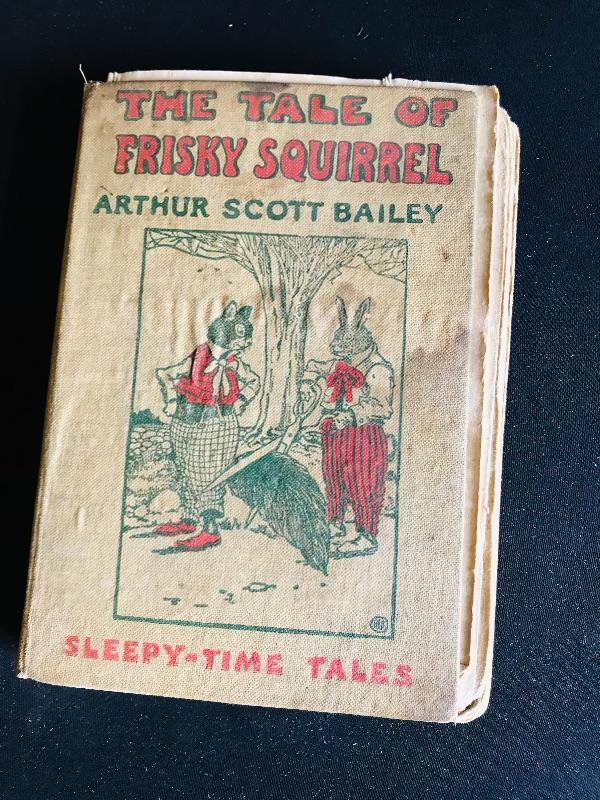 THE TALE OF
FRISKY SQUIRREL
ARTHUR SCOTT BAILEY
SLEEPY-TIME TALES